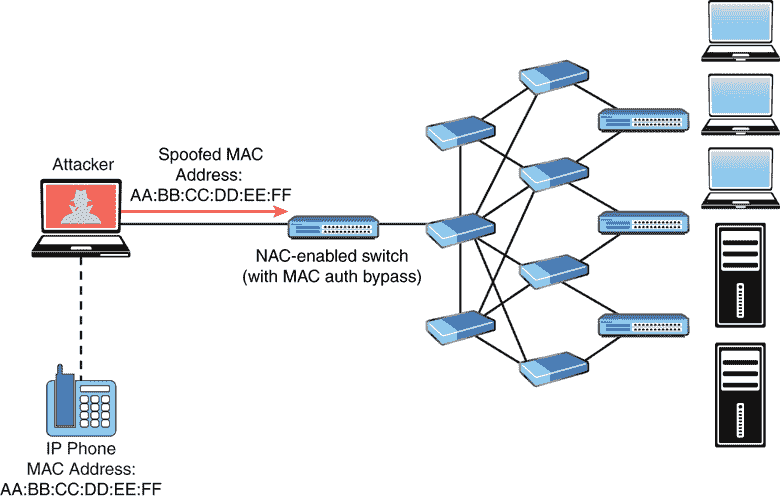 Attacker
Spoofed MAC
Address:
AA:BB:CC:DD:EE:FF
NAC-enabled switch
(with MAC auth bypass)
IP Phone
MAC Address:
AA:BB:CC:DD:EE:FF